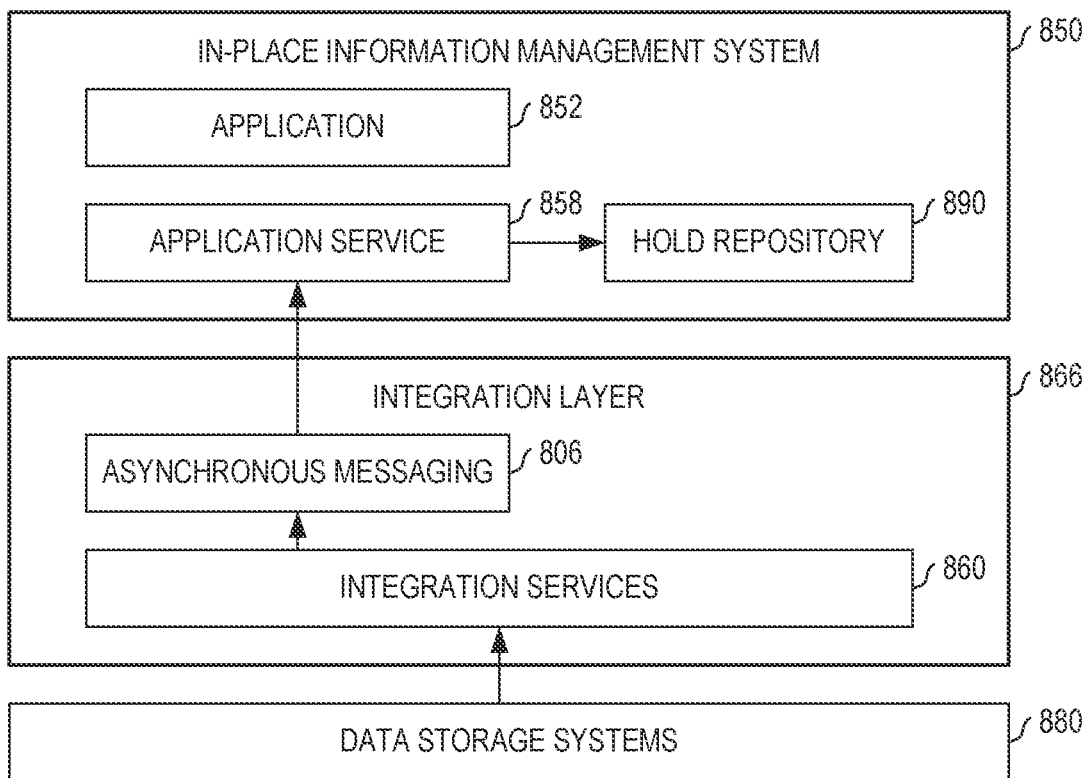 IN-PLACE INFORMATION MANAGEMENT SYSTEM
850
APPLICATION
852
APPLICATION SERVICE
858
HOLD REPOSITORY
890
INTEGRATION LAYER
866
ASYNCHRONOUS MESSAGING
806
INTEGRATION SERVICES
860
DATA STORAGE SYSTEMS
880